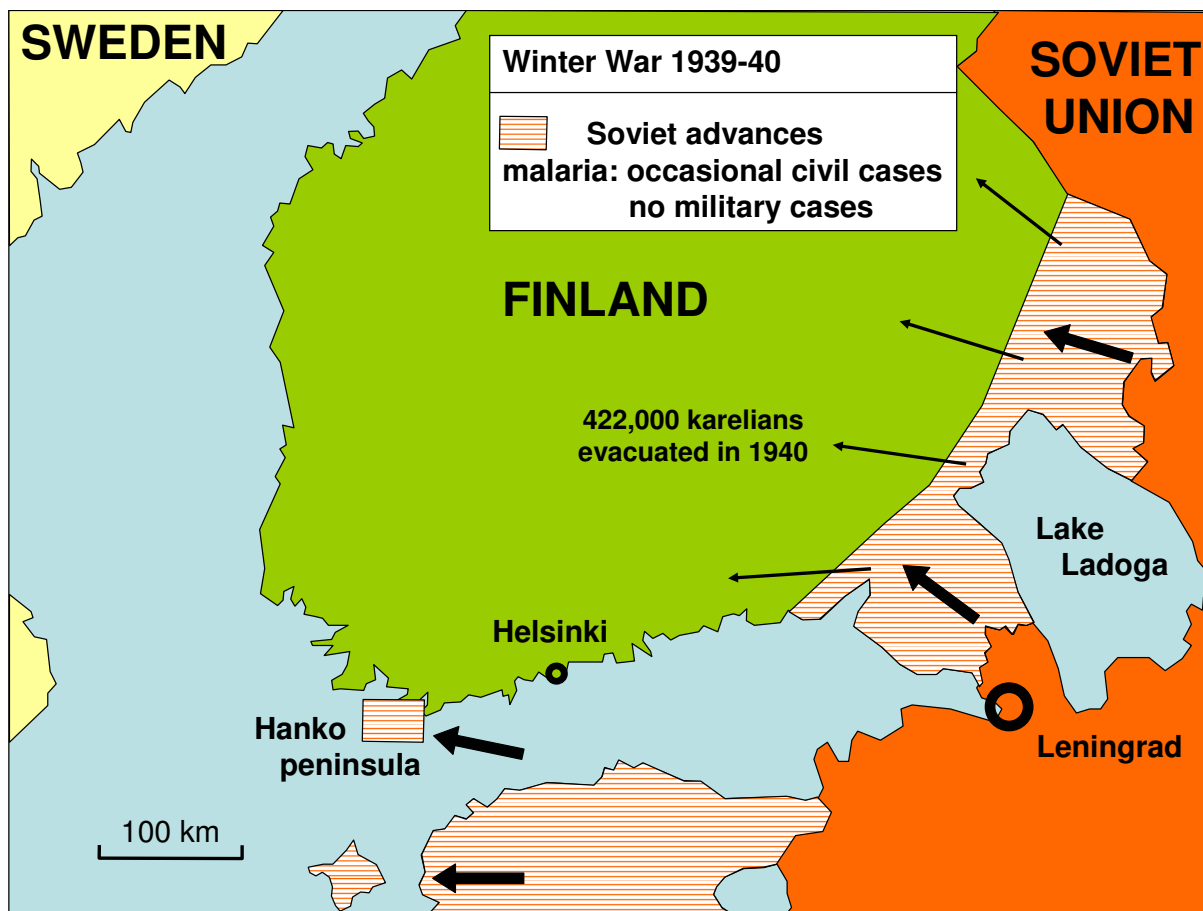 SWEDEN
Winter War 1939-40
Soviet advances
malaria: occasional civil cases
no military cases
SOVIET
UNION
FINLAND
422,000 karelians
evacuated in 1940
Lake
Ladoga
Helsinki
Hanko
peninsula
Leningrad
100 km